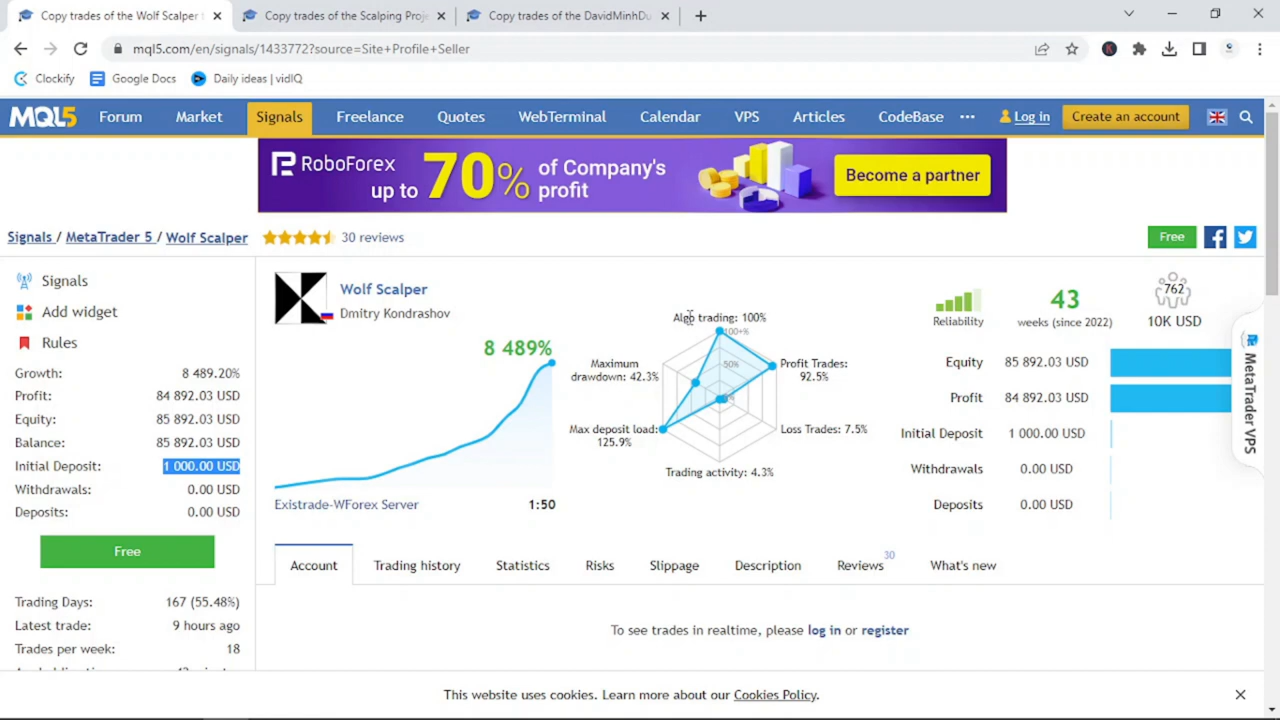 Copy trades of the Wolf Scalper
Copy trades of the Scalping Proj
Copy trades of the DavidMinhDu
mql5.com/en/signals/1433772?source=Site+Profile+Seller
Clockify
Google Docs
Daily ideas | vidIQ
MQL5
Forum
Market
Signals
Freelance
Quotes
WebTerminal
Calendar
VPS
Articles
CodeBase
Log in
Create an account
RoboForex
up to 70% of Company's
profit
Become a partner
Signals / MetaTrader 5 / Wolf Scalper
30 reviews
Free
Signals
Add widget
Rules
Growth: 8 489.20%
Profit: 84 892.03 USD
Equity: 85 892.03 USD
Balance: 85 892.03 USD
Initial Deposit: 1 000.00 USD
Withdrawals: 0.00 USD
Deposits: 0.00 USD
Free
Trading Days: 167 (55.48%)
Latest trade: 9 hours ago
Trades per week: 18
Wolf Scalper
Dmitry Kondrashov
8 489%
Existrade-WForex Server 1:50
Algo trading: 100%
100+%
50%
Profit Trades:
92.5%
Loss Trades: 7.5%
Trading activity: 4.3%
Max deposit load:
125.9%
Maximum
drawdown: 42.3%
Reliability
43
weeks (since 2022)
762
10K USD
Equity 85 892.03 USD
Profit 84 892.03 USD
Initial Deposit 1 000.00 USD
Withdrawals 0.00 USD
Deposits 0.00 USD
MetaTrader VPS
Account
Trading history
Statistics
Risks
Slippage
Description
Reviews 30
What's new
To see trades in realtime, please log in or register
This website uses cookies. Learn more about our Cookies Policy.